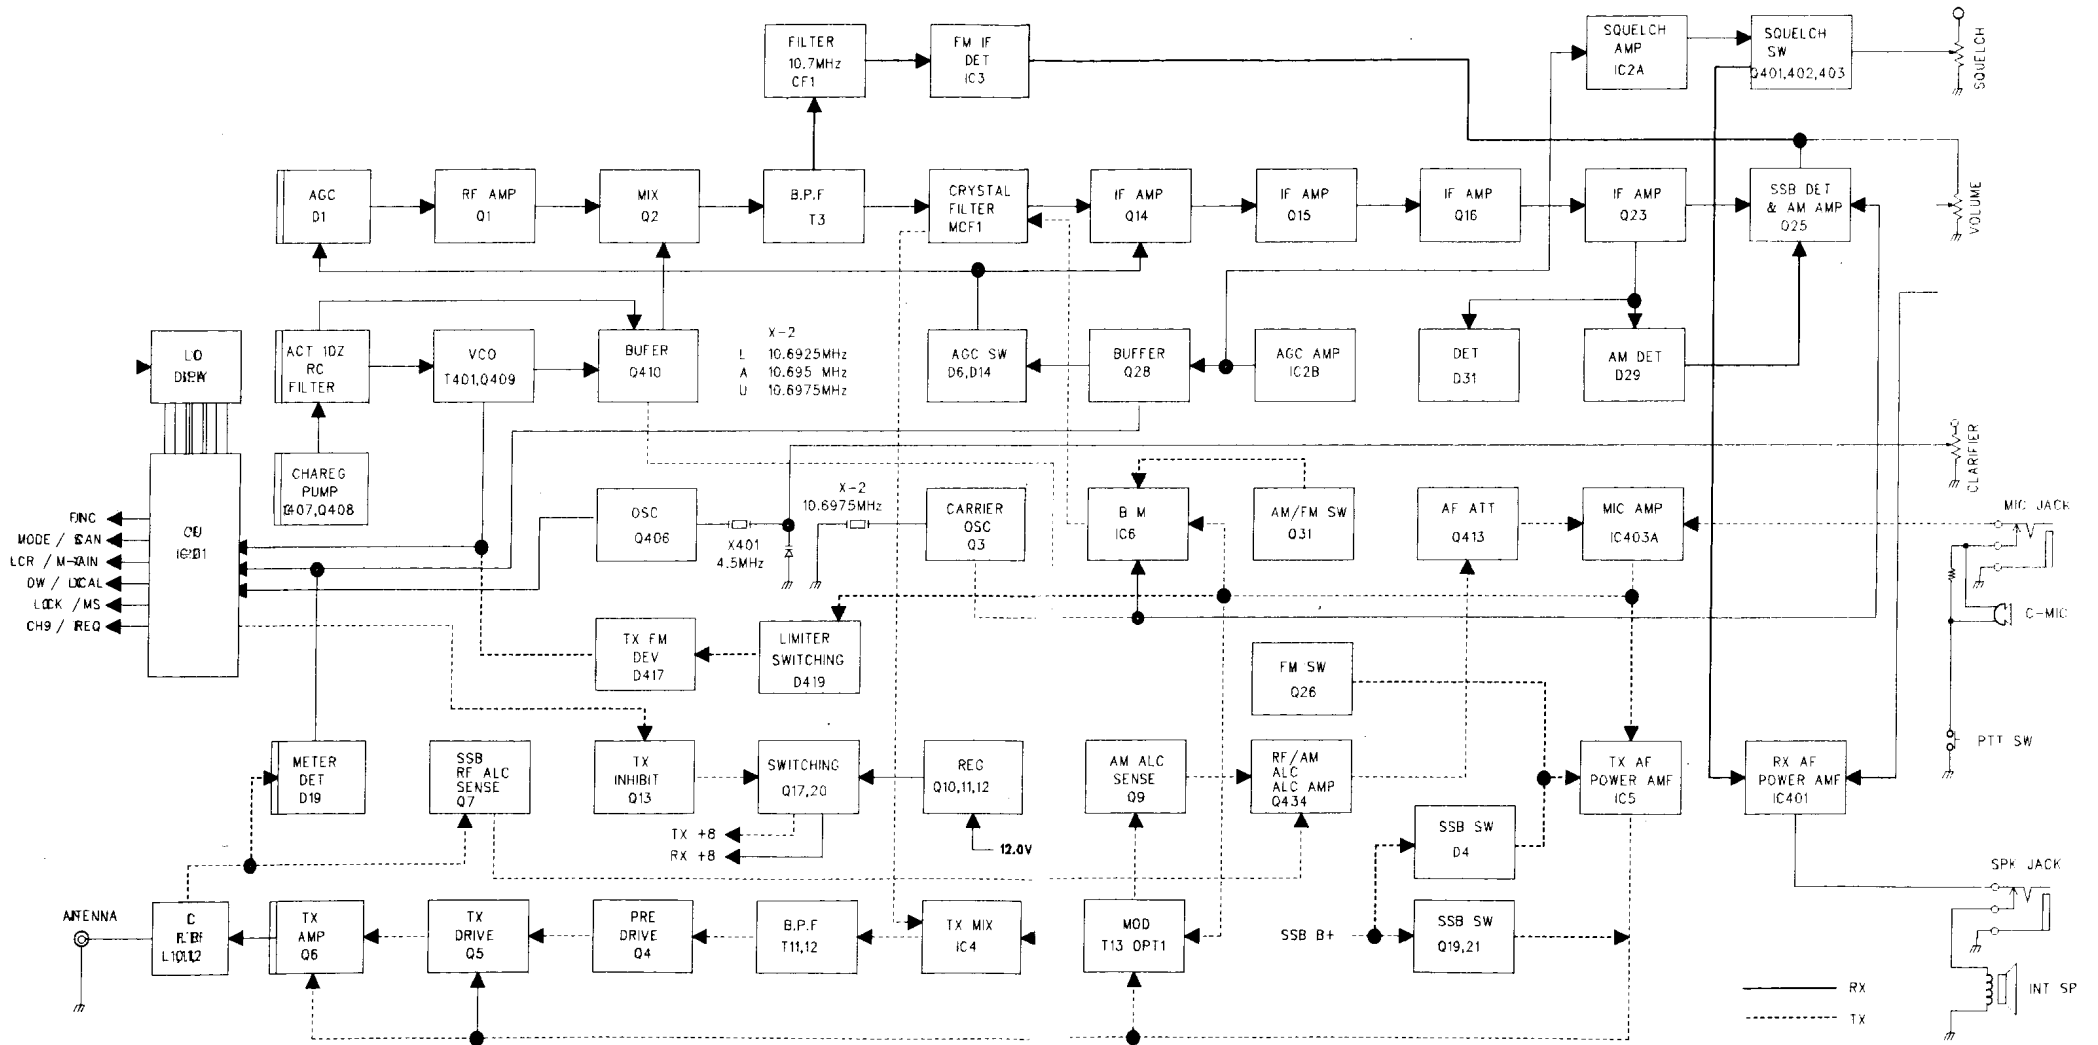 FILTER
10.7MHz
CF1
FM IF
DET
IC3
SQUELCH
AMP
IC2A
SQUELCH
SW
Q401,402,403
SQUELCH
AGC
D1
RF AMP
Q1
MIX
Q2
B.P.F
T3
CRYSTAL
FILTER
MCF1
IF AMP
Q14
IF AMP
Q15
IF AMP
Q16
IF AMP
Q23
SSB DET
& AM AMP
Q25
VOLUME
ACT 1DZ
RC
FILTER
VCO
T401,Q409
BUFER
Q410
X-2
L 10.6925MHz
A 10.695 MHz
U 10.6975MHz
AGC SW
D6,D14
BUFFER
Q28
AGC AMP
IC2B
DET
D31
AM DET
D29
CHAREG
PUMP
Q408
CLARIFIER
OSC
Q406
X401
4.5MHz
X-2
10.6975MHz
CARRIER
OSC
Q3
B M
IC6
AM/FM SW
Q31
AF ATT
Q413
MIC AMP
IC403A
MIC JACK
MODE /
LCR /
LOCK / MS
CH9 /
C-MIC
TX FM
DEV
D417
LIMITER
SWITCHING
D419
FM SW
Q26
PTT SW
METER
DET
D19
SSB
RF ALC
SENSE
Q7
TX
INHIBIT
Q13
SWITCHING
Q17,20
REG
Q10,11,12
AM ALC
SENSE
Q9
RF/AM
ALC
ALC AMP
Q434
TX AF
POWER AMF
IC5
RX AF
POWER AMF
IC401
TX +8
RX +8
12.0V
SSB SW
D4
SPK JACK
ANTENNA
TX
AMP
Q6
TX
DRIVE
Q5
PRE
DRIVE
Q4
B.P.F
T11,12
TX MIX
IC4
MOD
T13 OPT1
SSB B+
SSB SW
Q19,21
INT SP
RX
TX